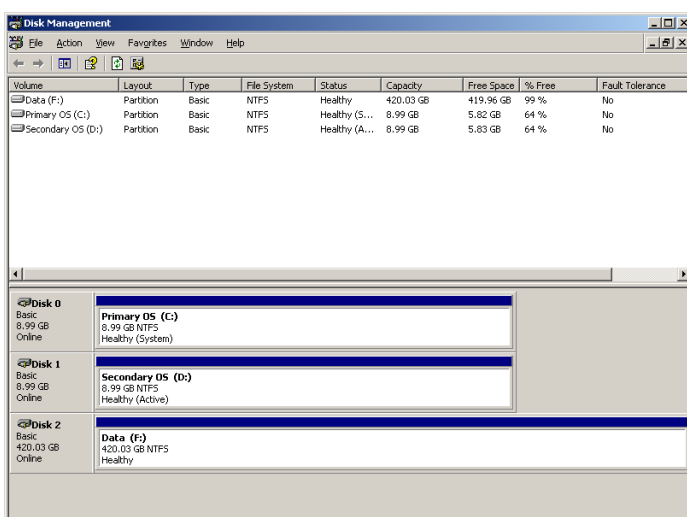 Disk Management
File Action View Favorites Window Help
Volume Layout Type File System Status Capacity Free Space % Free Fault Tolerance
Data (F:) Partition Basic NTFS Healthy 420.03 GB 419.96 GB 99 % No
Primary OS (C:) Partition Basic NTFS Healthy (S... 8.99 GB 5.82 GB 64 % No
Secondary OS (D:) Partition Basic NTFS Healthy (A... 8.99 GB 5.83 GB 64 % No
Disk 0
Basic
8.99 GB
Online
Primary OS (C:)
8.99 GB NTFS
Healthy (System)
Disk 1
Basic
8.99 GB
Online
Secondary OS (D:)
8.99 GB NTFS
Healthy (Active)
Disk 2
Basic
420.03 GB
Online
Data (F:)
420.03 GB NTFS
Healthy